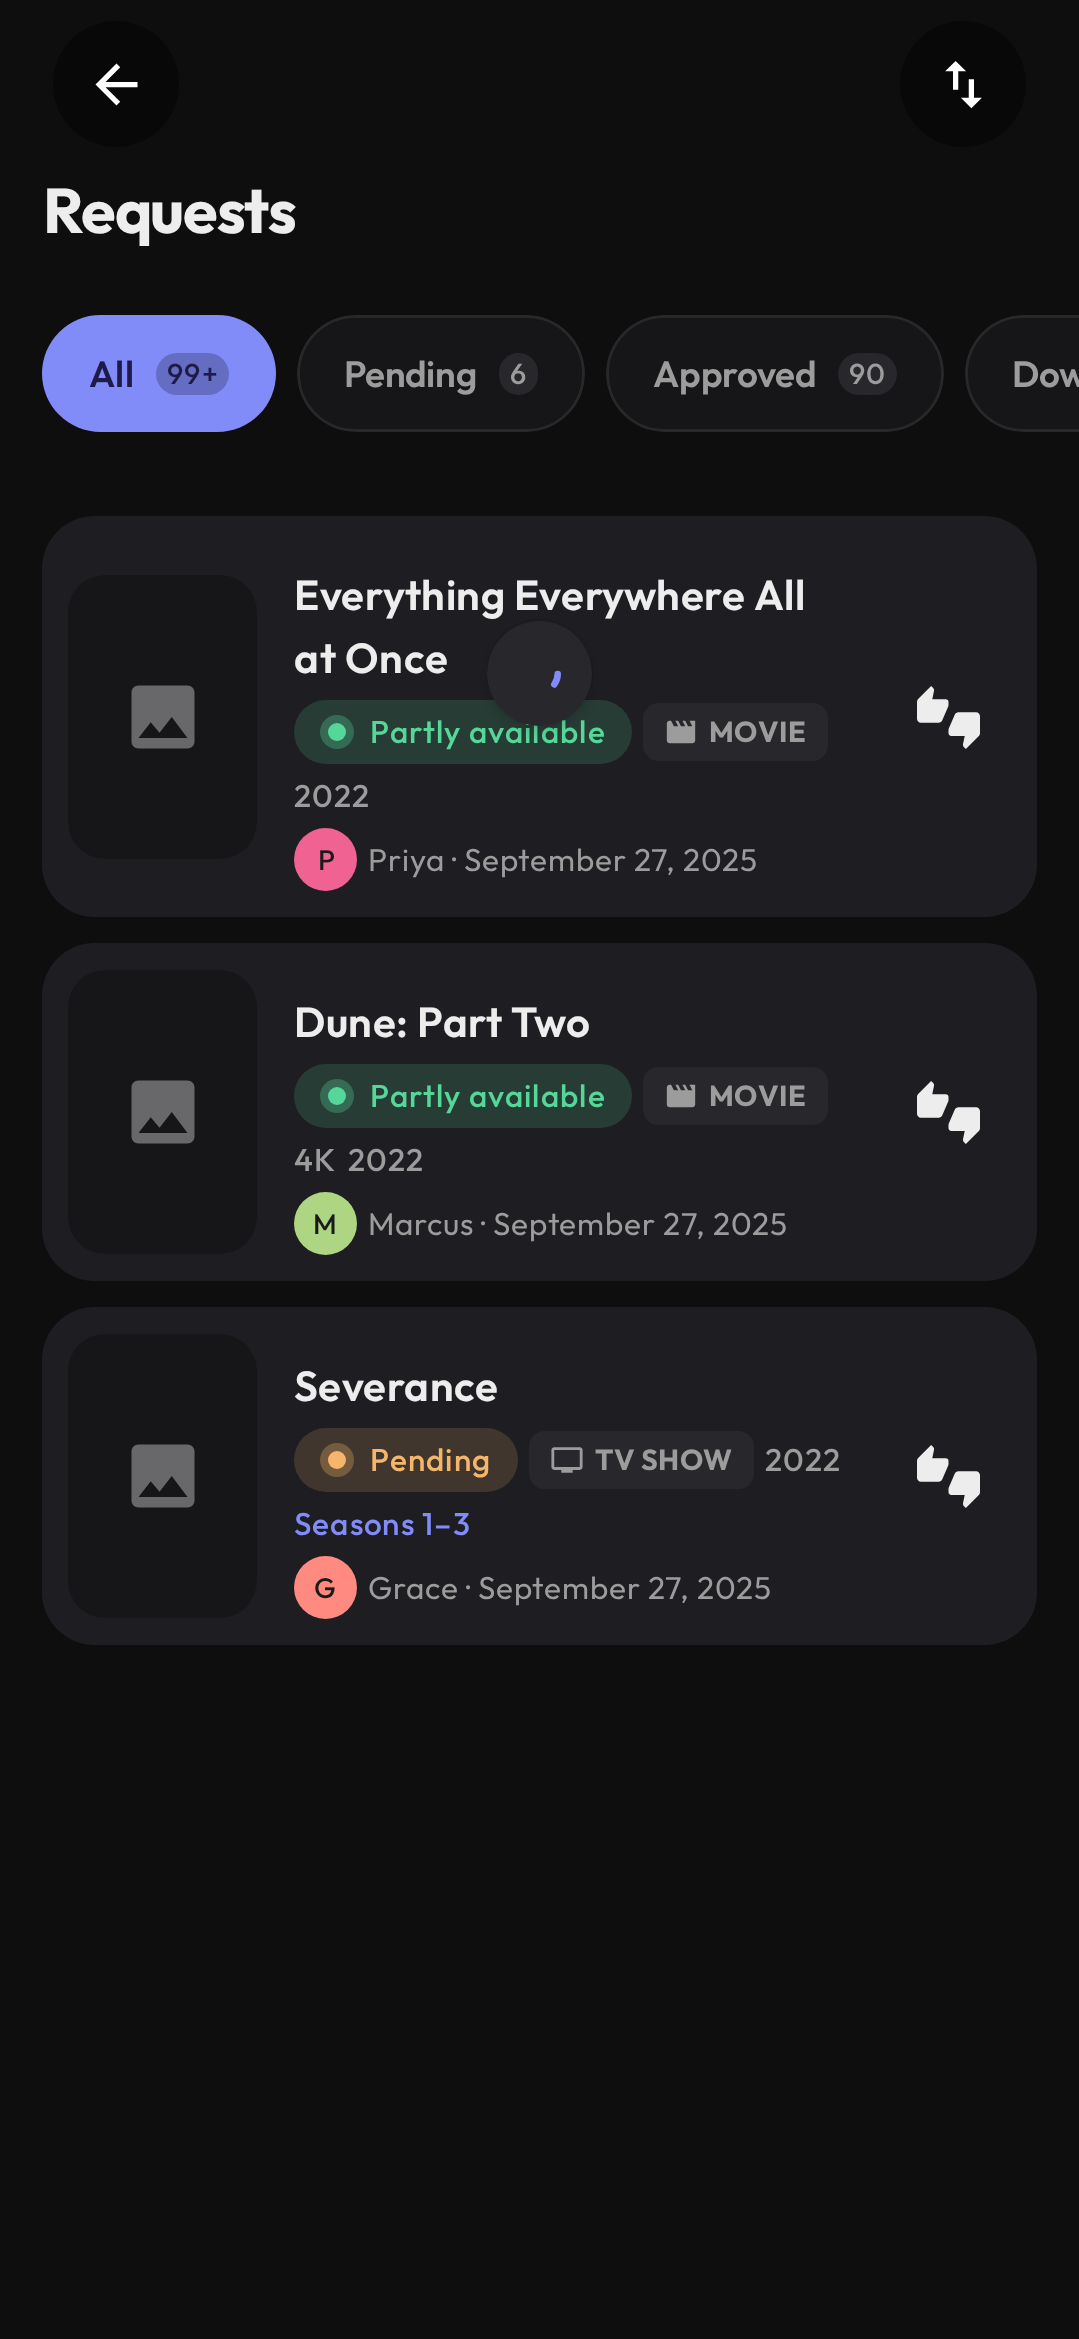 Requests
All 99+
Pending 6
Approved 90
Dow
Everything Everywhere All
at Once
Partly available
MOVIE
2022
P Priya · September 27, 2025
Dune: Part Two
Partly available
MOVIE
4K 2022
M Marcus · September 27, 2025
Severance
Pending
TV SHOW
2022
Seasons 1–3
G Grace · September 27, 2025